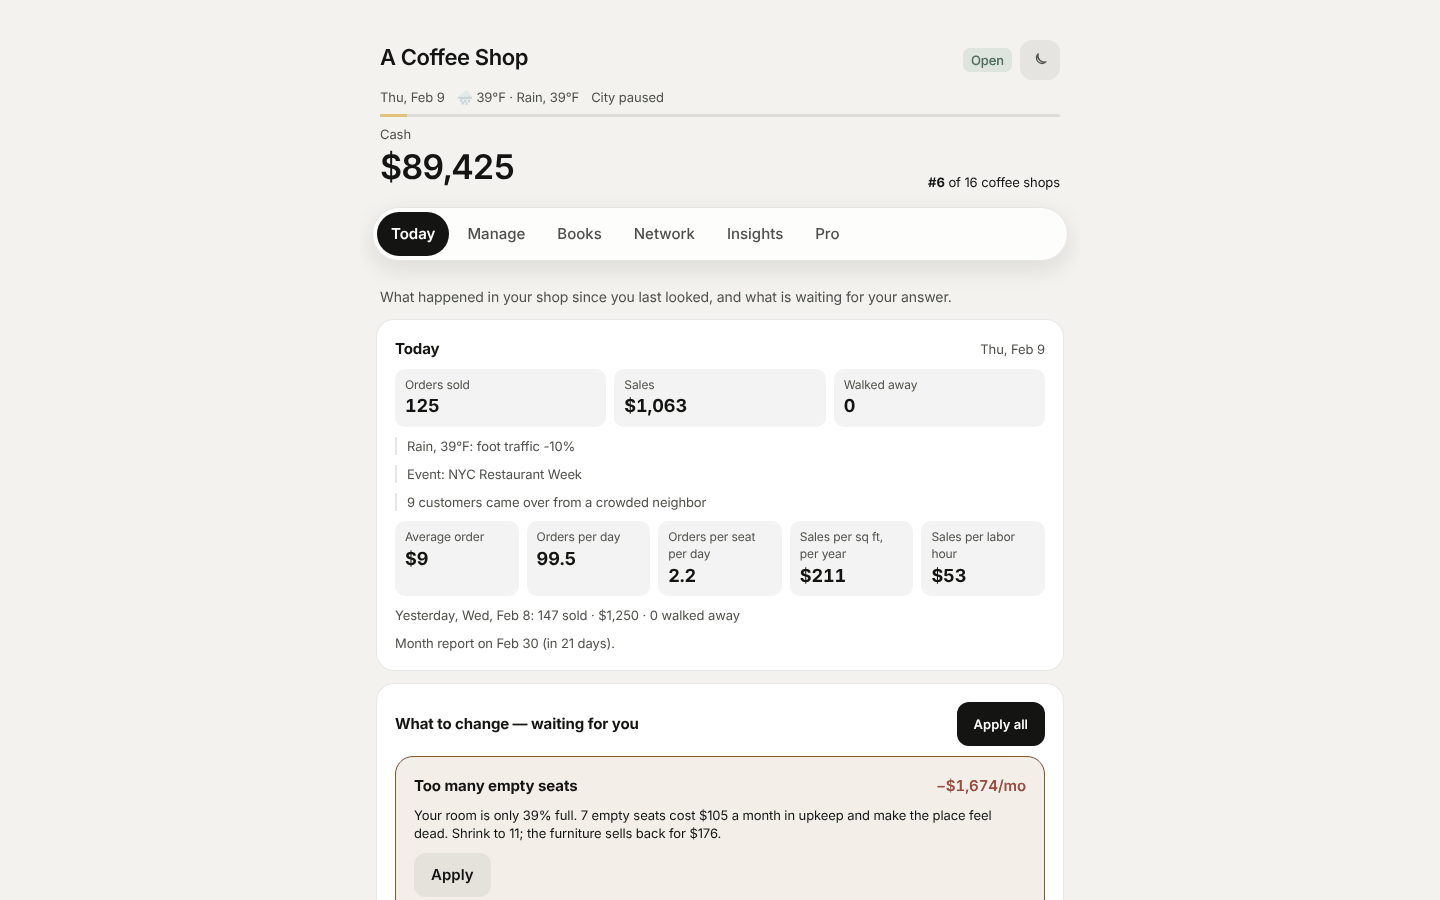 A Coffee Shop
Open
Thu, Feb 9 39°F · Rain, 39°F City paused
Cash
$89,425
#6 of 16 coffee shops
Today Manage Books Network Insights Pro
What happened in your shop since you last looked, and what is waiting for your answer.
Today
Thu, Feb 9
Orders sold
125
Sales
$1,063
Walked away
0
Rain, 39°F: foot traffic -10%
Event: NYC Restaurant Week
9 customers came over from a crowded neighbor
Average order
$9
Orders per day
99.5
Orders per seat
per day
2.2
Sales per sq ft,
per year
$211
Sales per labor
hour
$53
Yesterday, Wed, Feb 8: 147 sold · $1,250 · 0 walked away
Month report on Feb 30 (in 21 days).
What to change — waiting for you
Apply all
Too many empty seats
−$1,674/mo
Your room is only 39% full. 7 empty seats cost $105 a month in upkeep and make the place feel
dead. Shrink to 11; the furniture sells back for $176.
Apply